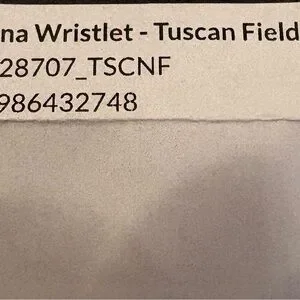 na Wristlet - Tuscan Field
28707_TSCNF
986432748